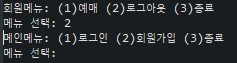 회원메뉴: (1)예매 (2)로그아웃 (3)종료
메뉴 선택: 2
메인메뉴: (1)로그인 (2)회원가입 (3)종료
메뉴 선택: